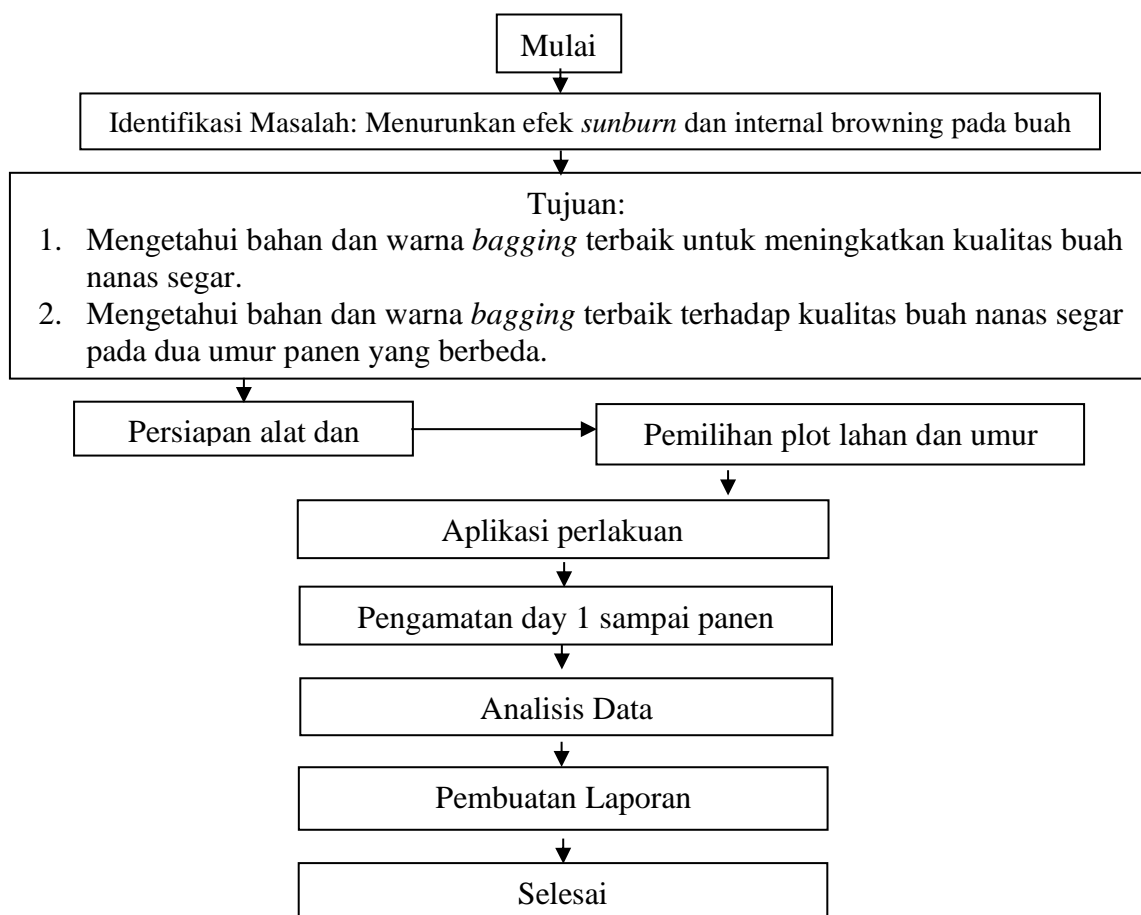 Mulai
Identifikasi Masalah: Menurunkan efek sunburn dan internal browning pada buah
Tujuan:
1. Mengetahui bahan dan warna bagging terbaik untuk meningkatkan kualitas buah
nanas segar.
2. Mengetahui bahan dan warna bagging terbaik terhadap kualitas buah nanas segar
pada dua umur panen yang berbeda.
Persiapan alat dan
Pemilihan plot lahan dan umur
Aplikasi perlakuan
Pengamatan day 1 sampai panen
Analisis Data
Pembuatan Laporan
Selesai